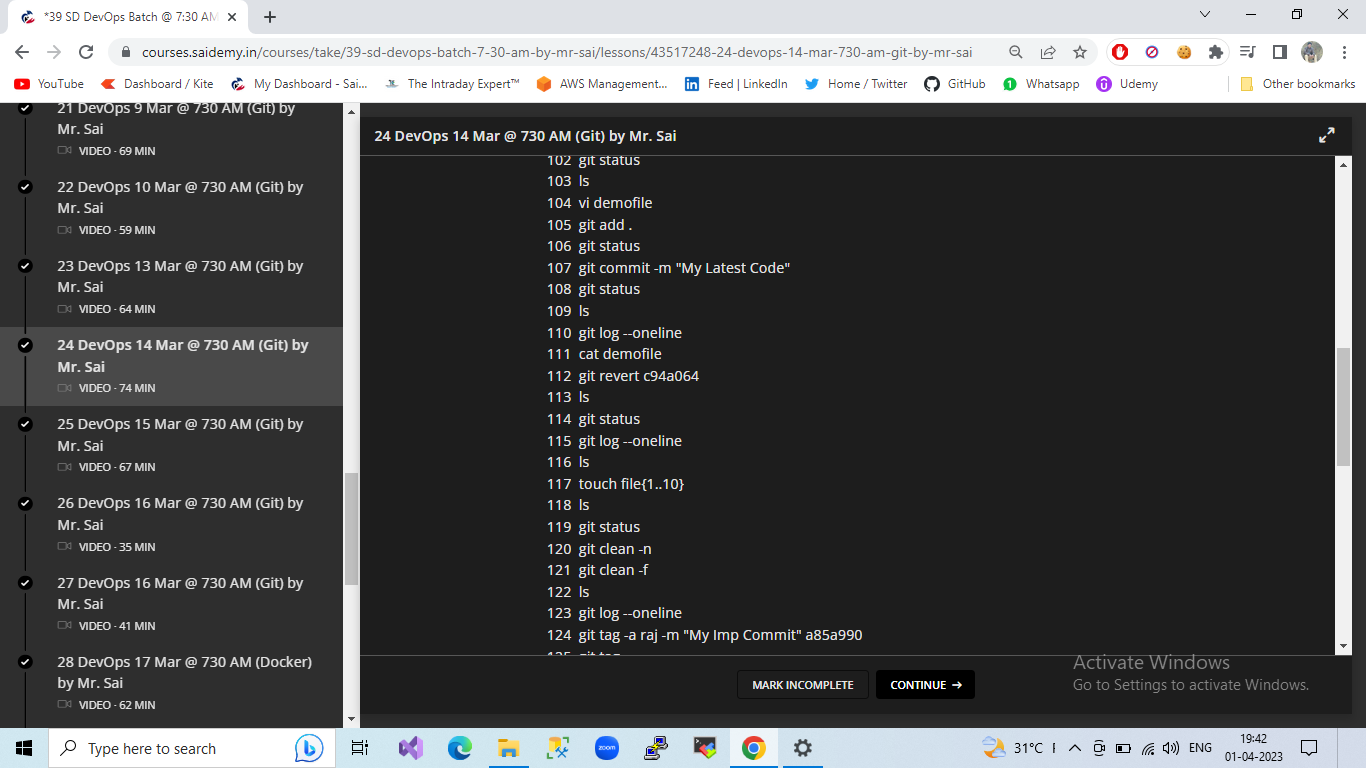 *39 SD DevOps Batch @ 7:30 AM
courses.saidemy.in/courses/take/39-sd-devops-batch-7-30-am-by-mr-sai/lessons/43517248-24-devops-14-mar-730-am-git-by-mr-sai
YouTube Dashboard / Kite My Dashboard - Sai... The Intraday Expert™ AWS Management... Feed | LinkedIn Home / Twitter GitHub Whatsapp Udemy Other bookmarks
21 DevOps 9 Mar @ 730 AM (Git) by
Mr. Sai
VIDEO · 69 MIN
22 DevOps 10 Mar @ 730 AM (Git) by
Mr. Sai
VIDEO · 59 MIN
23 DevOps 13 Mar @ 730 AM (Git) by
Mr. Sai
VIDEO · 64 MIN
24 DevOps 14 Mar @ 730 AM (Git) by
Mr. Sai
VIDEO · 74 MIN
25 DevOps 15 Mar @ 730 AM (Git) by
Mr. Sai
VIDEO · 67 MIN
26 DevOps 16 Mar @ 730 AM (Git) by
Mr. Sai
VIDEO · 35 MIN
27 DevOps 16 Mar @ 730 AM (Git) by
Mr. Sai
VIDEO · 41 MIN
28 DevOps 17 Mar @ 730 AM (Docker)
by Mr. Sai
VIDEO · 62 MIN
24 DevOps 14 Mar @ 730 AM (Git) by Mr. Sai
102 git status
103 ls
104 vi demofile
105 git add .
106 git status
107 git commit -m "My Latest Code"
108 git status
109 ls
110 git log --oneline
111 cat demofile
112 git revert c94a064
113 ls
114 git status
115 git log --oneline
116 ls
117 touch file{1..10}
118 ls
119 git status
120 git clean -n
121 git clean -f
122 ls
123 git log --oneline
124 git tag -a raj -m "My Imp Commit" a85a990
125 git tag
MARK INCOMPLETE
CONTINUE →
Activate Windows
Go to Settings to activate Windows.
Type here to search
zoom
31°C
ENG
19:42
01-04-2023